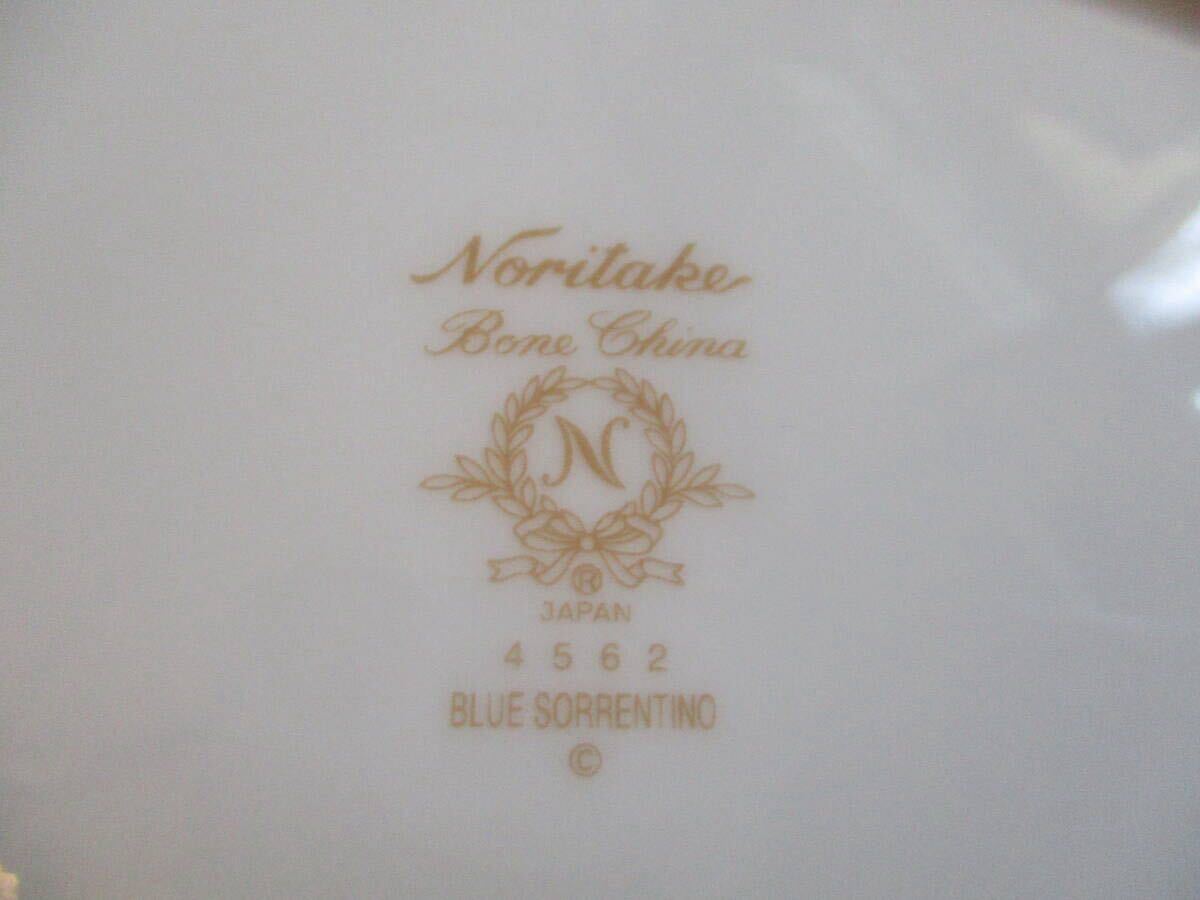 Noritake
Bone China
N
®
JAPAN
4562
BLUE SORRENTINO
©